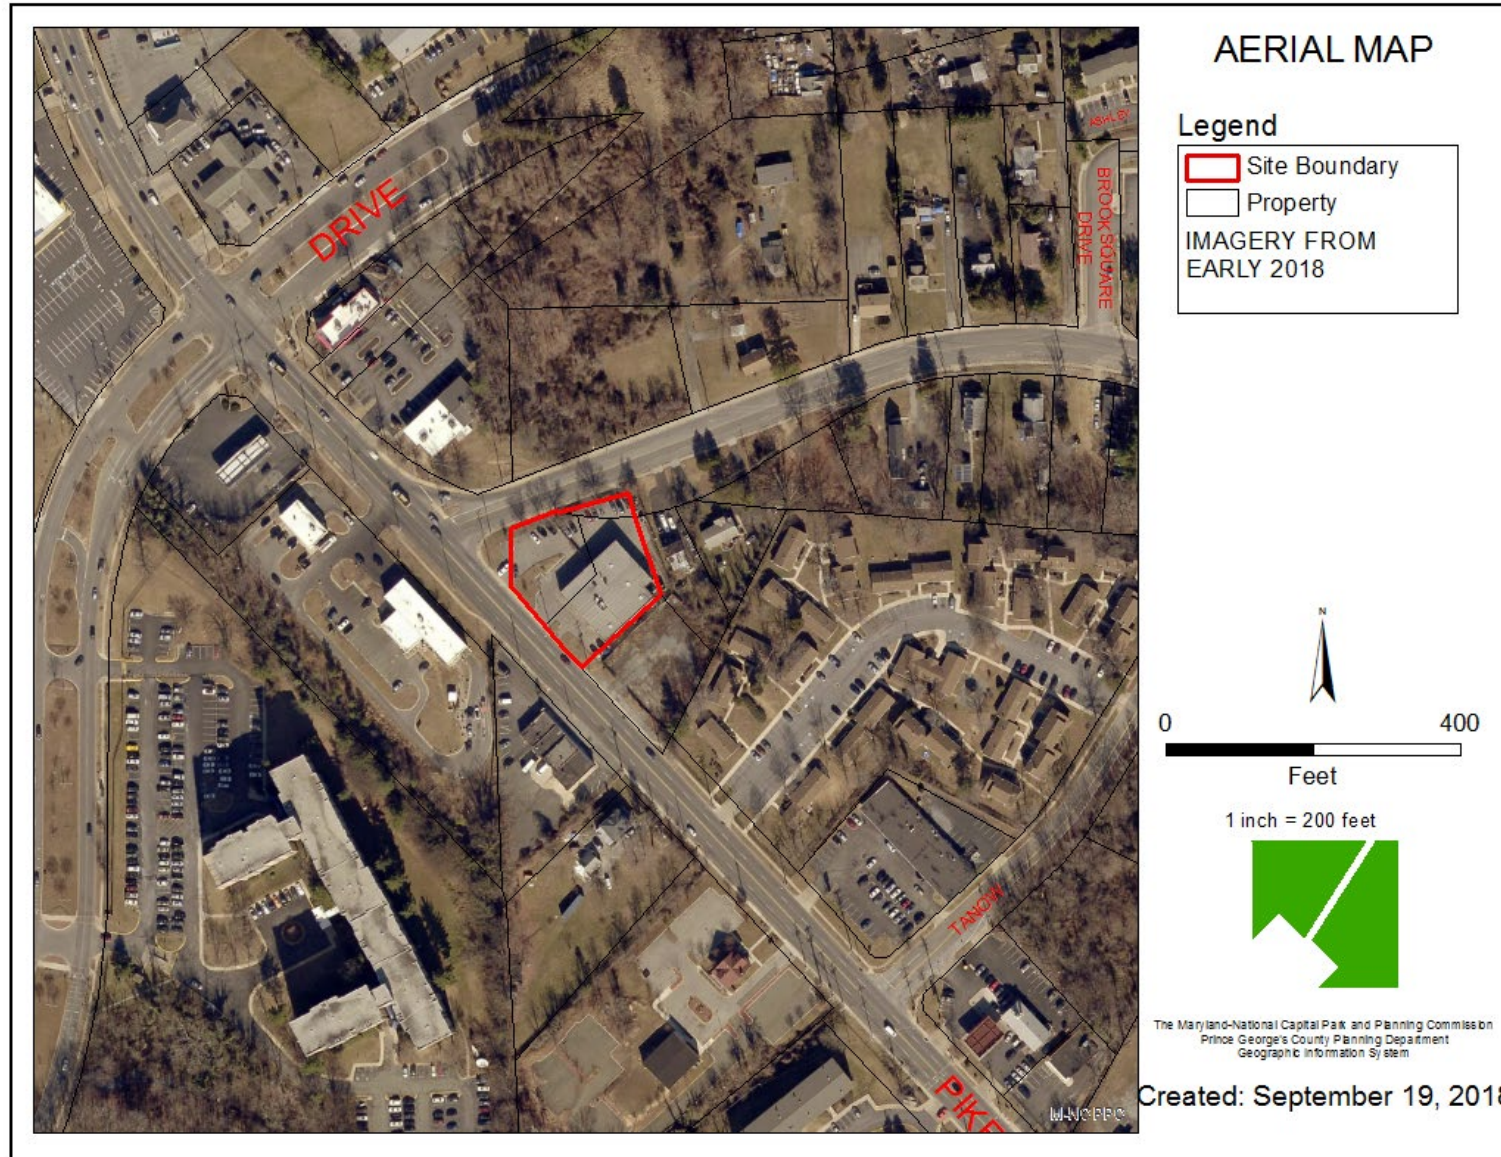 AERIAL MAP
Legend
Site Boundary
Property
IMAGERY FROM
EARLY 2018
DRIVE
ASHLEY
BROOK SQUARE
DRIVE
TANOW
PIKE
M-NCPPC
N
0 400
Feet
1 inch = 200 feet
The Maryland-National Capital Park and Planning Commission
Prince George's County Planning Department
Geographic Information System
Created: September 19, 2018